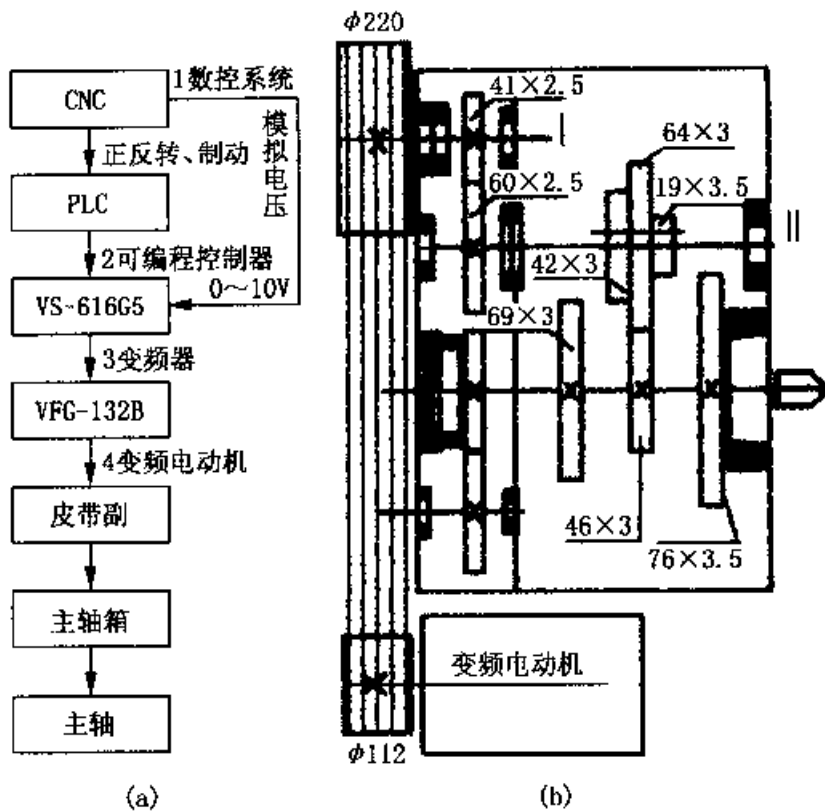 CNC
1数控系统
正反转、制动
模拟电压
PLC
2可编程控制器
0～10V
VS-616G5
3变频器
VFG-132B
4变频电动机
皮带副
主轴箱
主轴
(a)
φ220
41×2.5
I
64×3
60×2.5
19×3.5
II
42×3
69×3
46×3
76×3.5
变频电动机
φ112
(b)